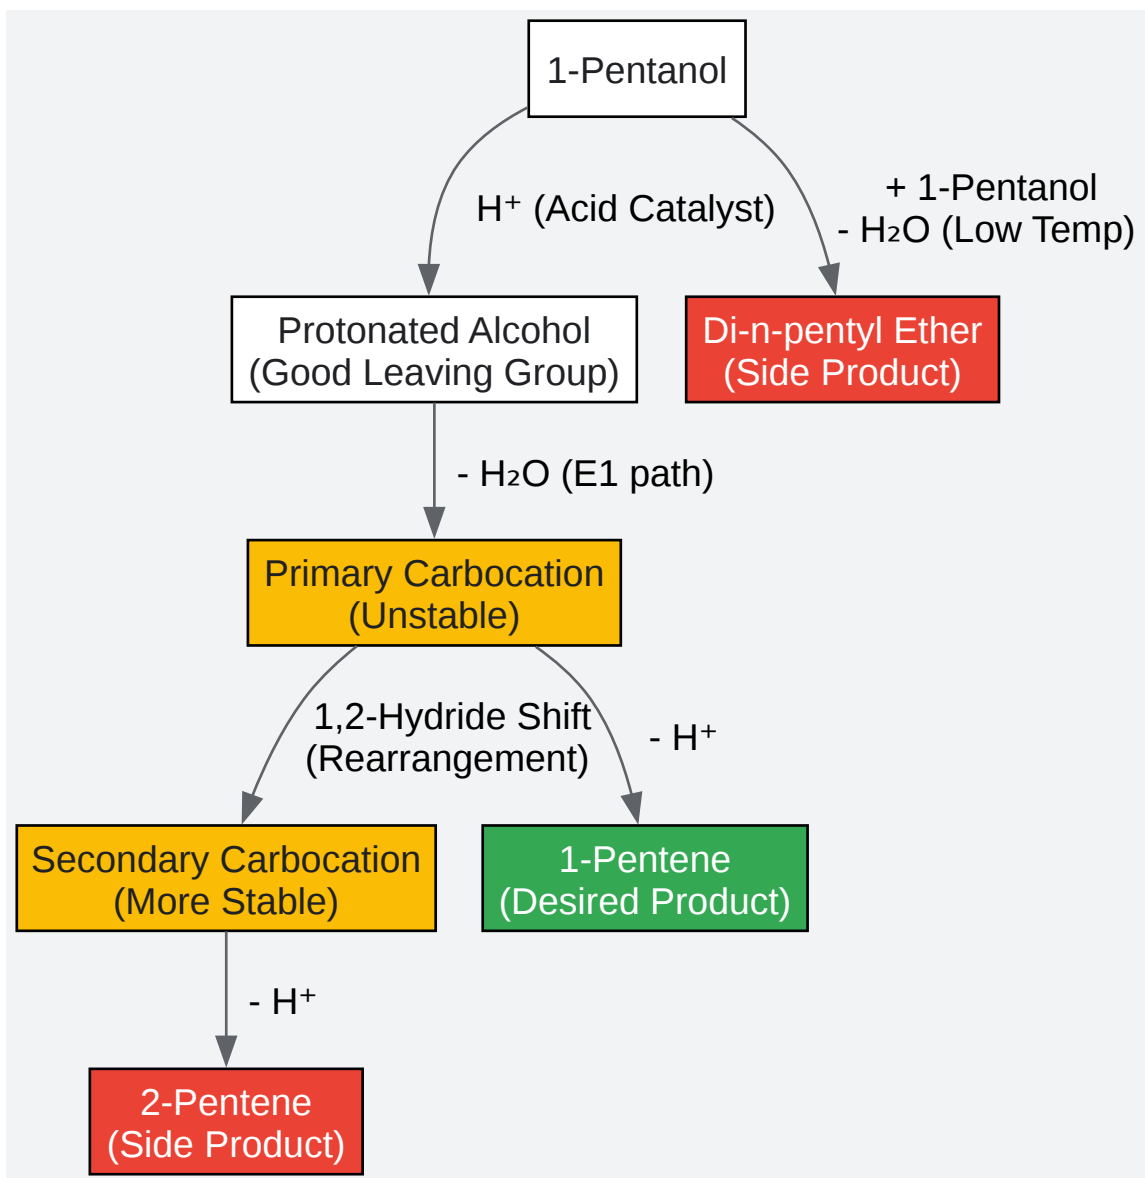 1-Pentanol
H⁺ (Acid Catalyst)
+ 1-Pentanol
- H₂O (Low Temp)
Protonated Alcohol
(Good Leaving Group)
Di-n-pentyl Ether
(Side Product)
- H₂O (E1 path)
Primary Carbocation
(Unstable)
1,2-Hydride Shift
(Rearrangement)
- H⁺
Secondary Carbocation
(More Stable)
1-Pentene
(Desired Product)
- H⁺
2-Pentene
(Side Product)